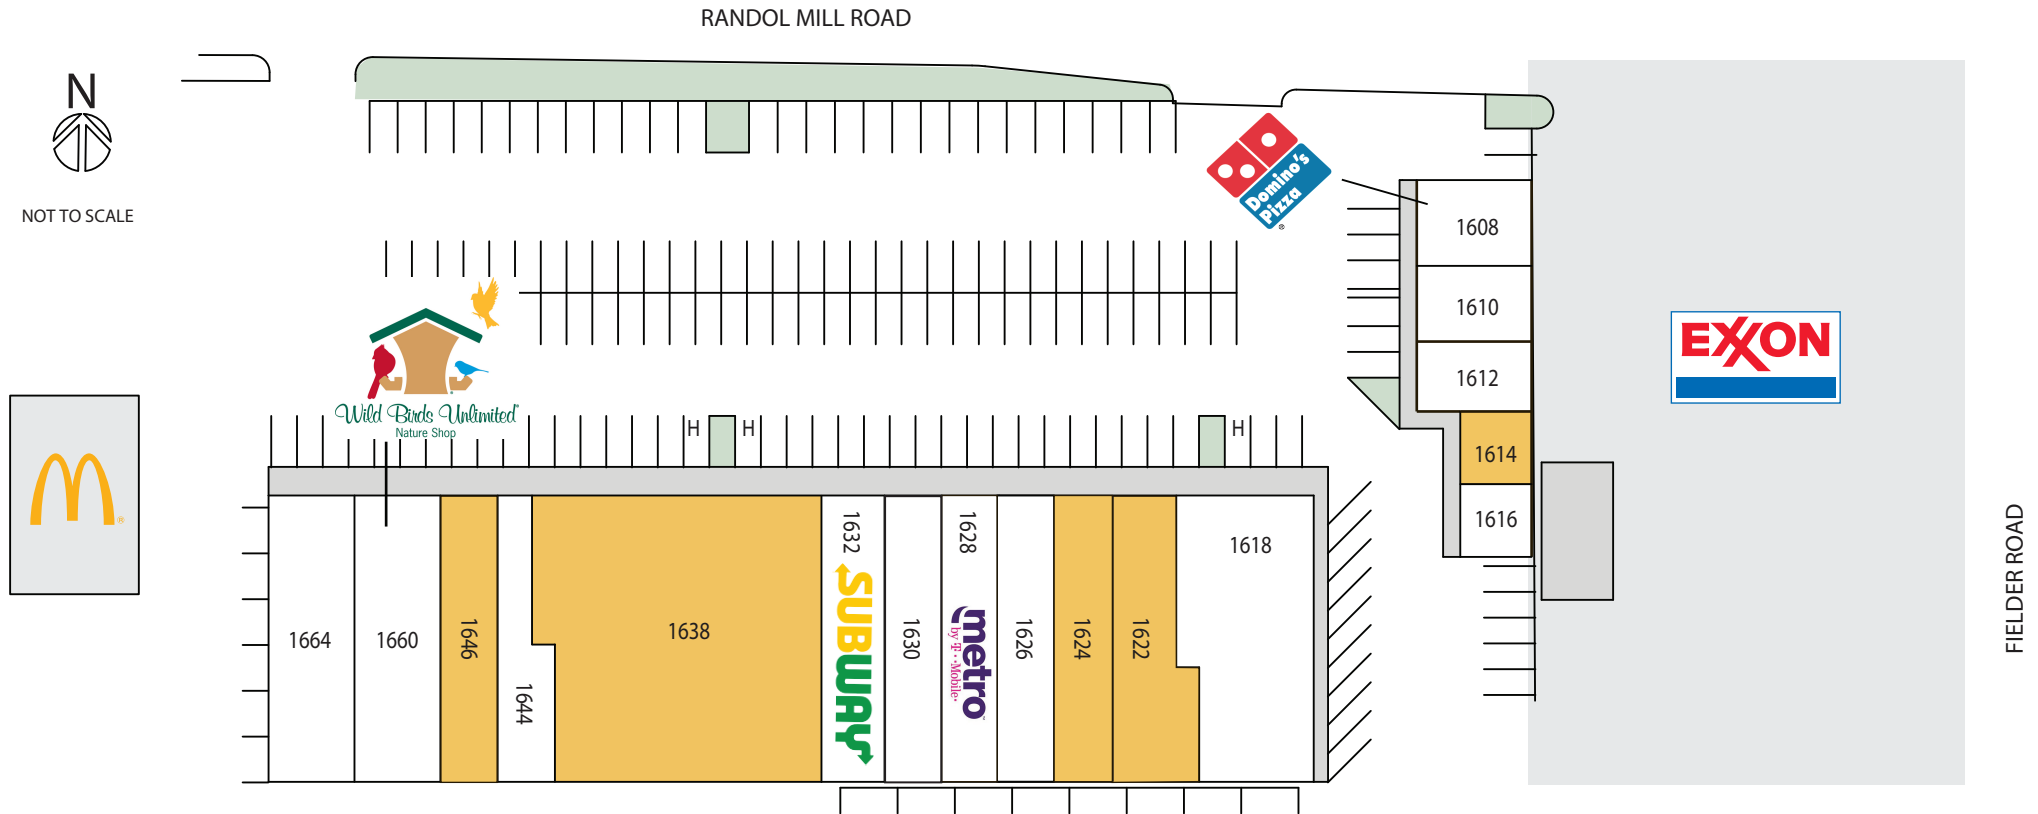 RANDOL MILL ROAD
N
NOT TO SCALE
Domino's
Pizza
®
1608
1610
1612
1614
1616
EXXON
Wild Birds Unlimited®
Nature Shop
H
H
H
®
1664
1660
1646
1644
1638
1632
SUBWAY
1630
1628
metro
by T··Mobile·
1626
1624
1622
1618
FIELDER ROAD